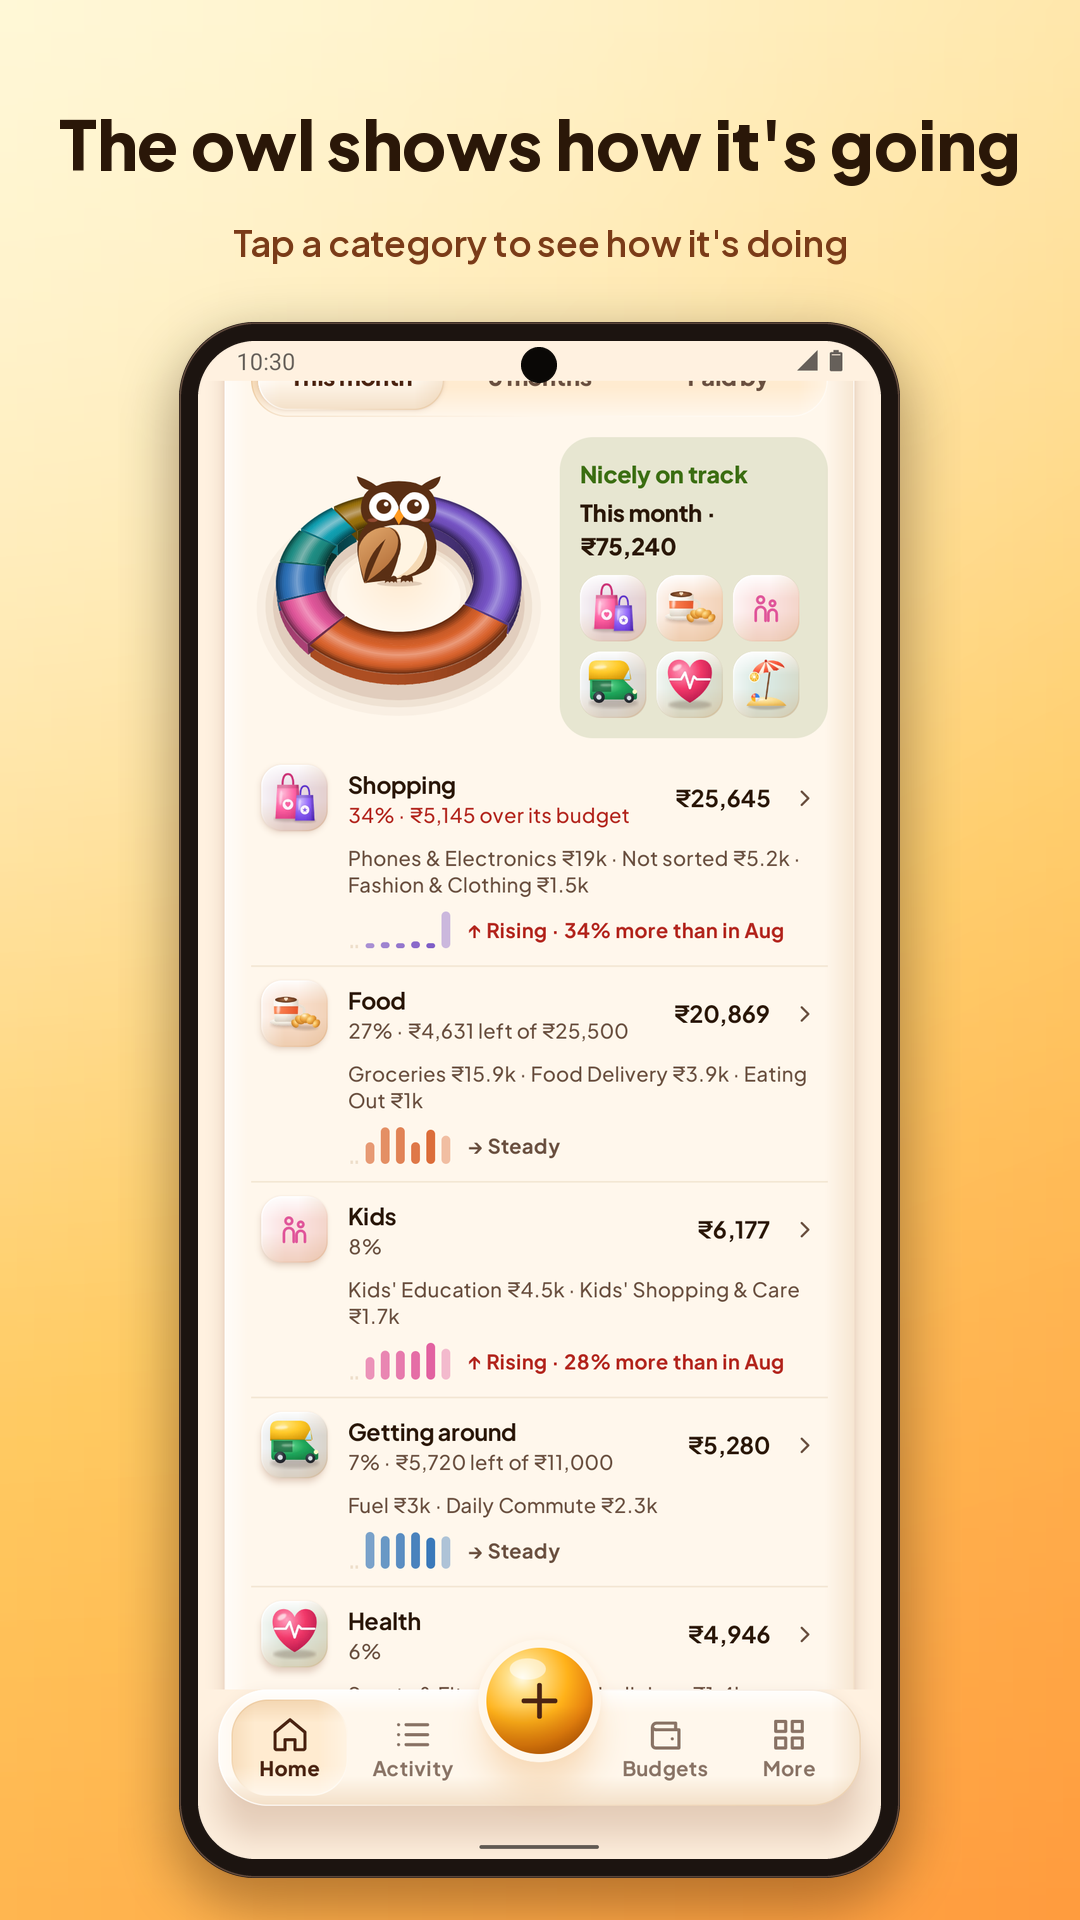 The owl shows how it's going
Tap a category to see how it's doing
10:30
This month
Paid by
Nicely on track
This month ·
₹75,240
Shopping
34% · ₹5,145 over its budget
₹25,645
Phones & Electronics ₹19k · Not sorted ₹5.2k ·
Fashion & Clothing ₹1.5k
↑ Rising · 34% more than in Aug
Food
27% · ₹4,631 left of ₹25,500
₹20,869
Groceries ₹15.9k · Food Delivery ₹3.9k · Eating
Out ₹1k
→ Steady
Kids
8%
₹6,177
Kids' Education ₹4.5k · Kids' Shopping & Care
₹1.7k
↑ Rising · 28% more than in Aug
Getting around
7% · ₹5,720 left of ₹11,000
₹5,280
Fuel ₹3k · Daily Commute ₹2.3k
→ Steady
Health
6%
₹4,946
Home
Activity
Budgets
More